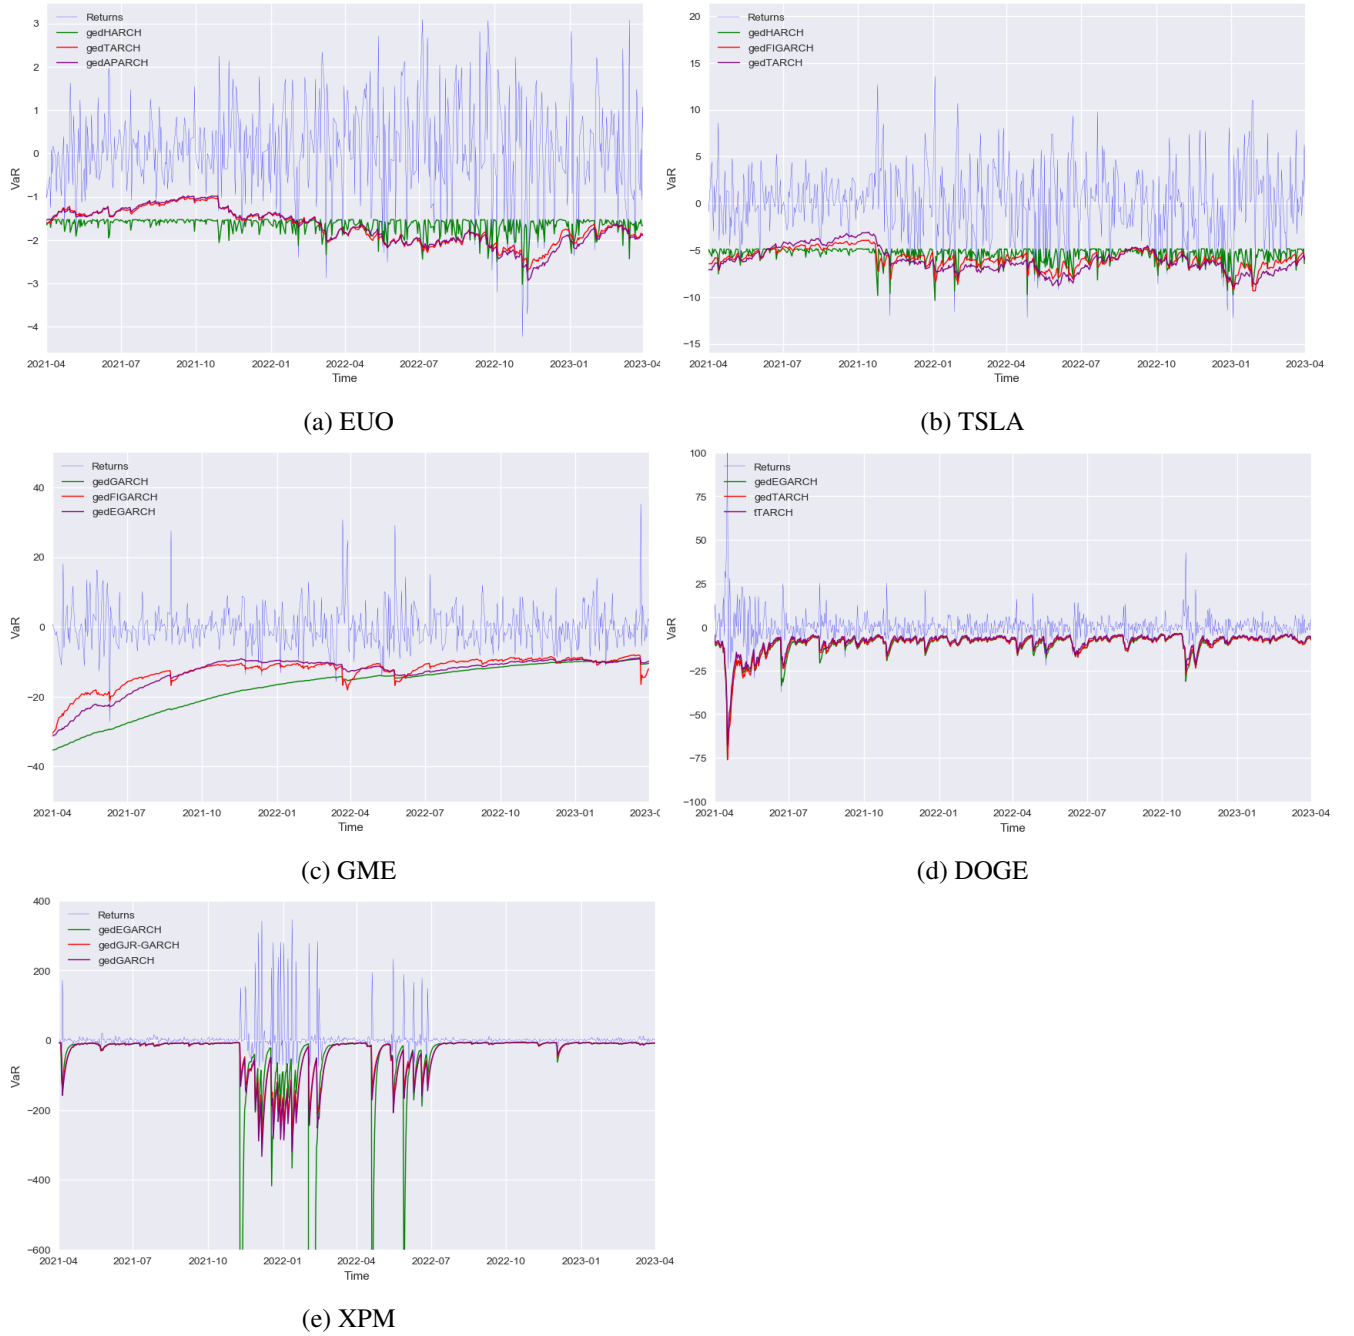 Returns
gedHARCH
gedTARCH
gedAPARCH
3
2
1
0
−1
−2
−3
−4
VaR
2021-04 2021-07 2021-10 2022-01 2022-04 2022-07 2022-10 2023-01 2023-04
Time
(a) EUO
Returns
gedHARCH
gedFIGARCH
gedTARCH
20
15
10
5
0
−5
−10
−15
VaR
2021-04 2021-07 2021-10 2022-01 2022-04 2022-07 2022-10 2023-01 2023-04
Time
(b) TSLA
Returns
gedGARCH
gedFIGARCH
gedEGARCH
40
20
0
−20
−40
VaR
2021-04 2021-07 2021-10 2022-01 2022-04 2022-07 2022-10 2023-01 2023-0
Time
(c) GME
Returns
gedEGARCH
gedTARCH
tTARCH
100
75
50
25
0
−25
−50
−75
−100
VaR
2021-04 2021-07 2021-10 2022-01 2022-04 2022-07 2022-10 2023-01 2023-04
Time
(d) DOGE
Returns
gedEGARCH
gedGJR-GARCH
gedGARCH
400
200
0
−200
−400
−600
VaR
2021-04 2021-07 2021-10 2022-01 2022-04 2022-07 2022-10 2023-01 2023-04
Time
(e) XPM